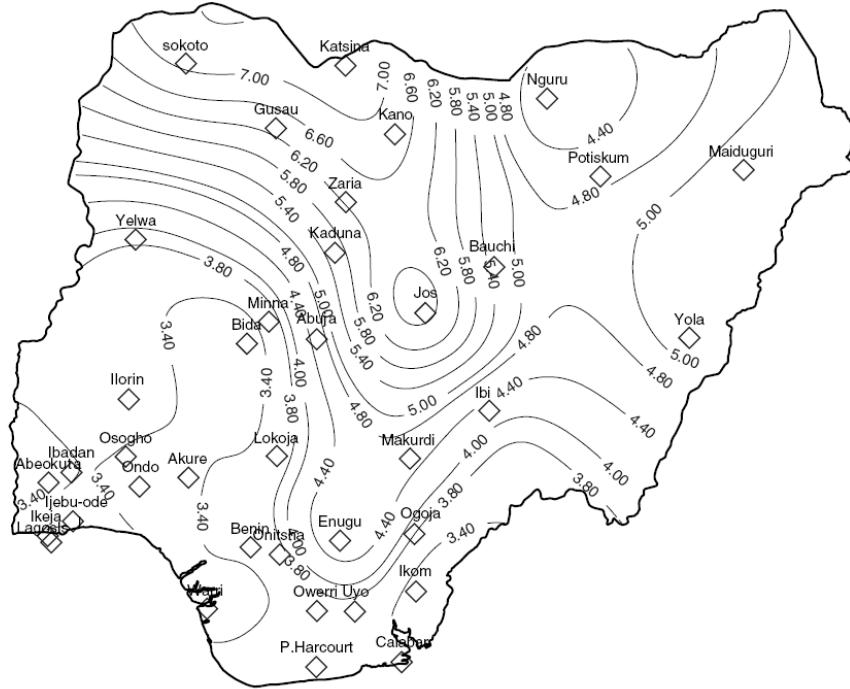 sokoto
Katsina
7.00
7.00
6.60
6.20
5.80
5.40
5.00
4.80
Nguru
Gusau
Kano
6.60
4.40
6.20
Potiskum
Maiduguri
5.80
Zaria
4.80
5.40
5.00
Yelwa
Kaduna
4.80
3.80
6.20
5.80
Bauchi
5.40
5.00
4.40
5.00
6.20
Jos
Minna
Abuja
Bida
3.40
5.80
4.80
Yola
5.00
5.40
4.00
4.80
Ilorin
3.40
3.80
5.00
4.80
Ibi
4.40
4.40
Osogho
Ibadan
Lokoja
Makurdi
4.00
4.00
Abeokuta
Ondo
Akure
4.40
3.80
3.80
3.40
3.40
Ijebu-ode
3.40
4.40
Ikeja
Lagos
Benin
Onitsha
4.00
Enugu
Ogoja
3.40
3.80
Ikom
Warri
Owerri
Uyo
P.Harcourt
Calabar